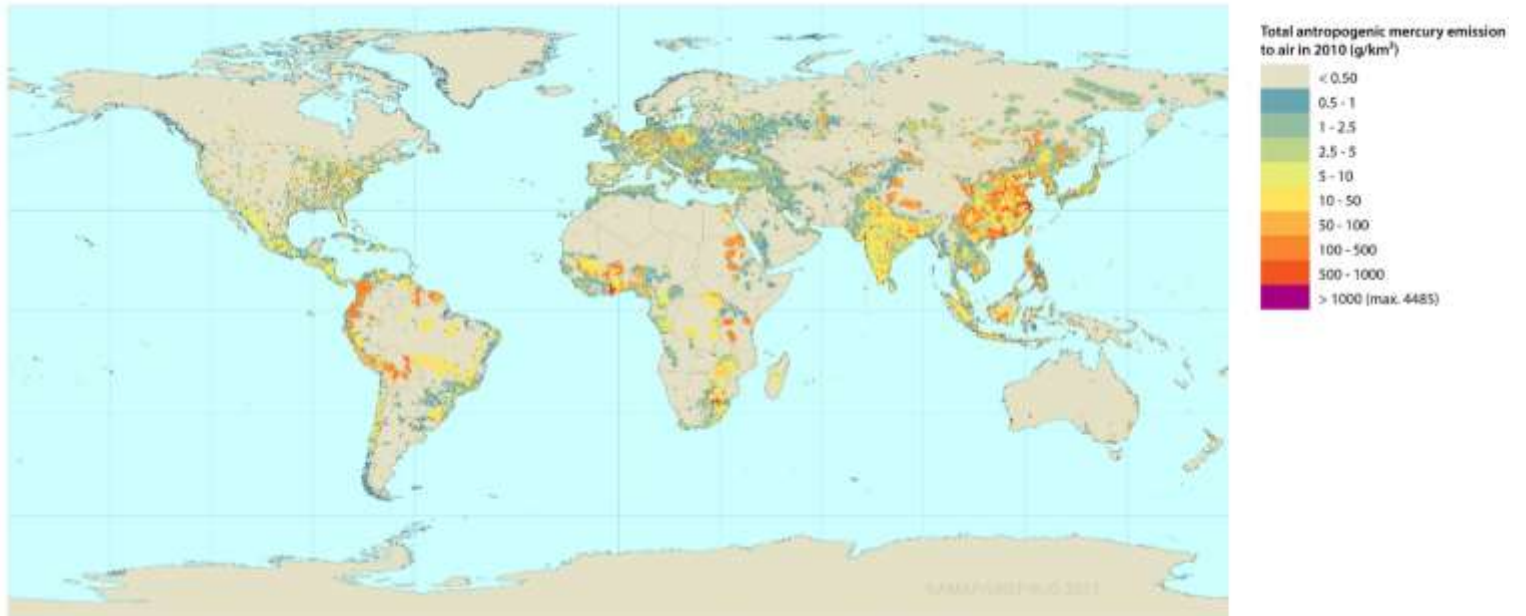 Total antropogenic mercury emission
to air in 2010 (g/km²)
< 0.50
0.5 - 1
1 - 2.5
2.5 - 5
5 - 10
10 - 50
50 - 100
100 - 500
500 - 1000
> 1000 (max. 4485)